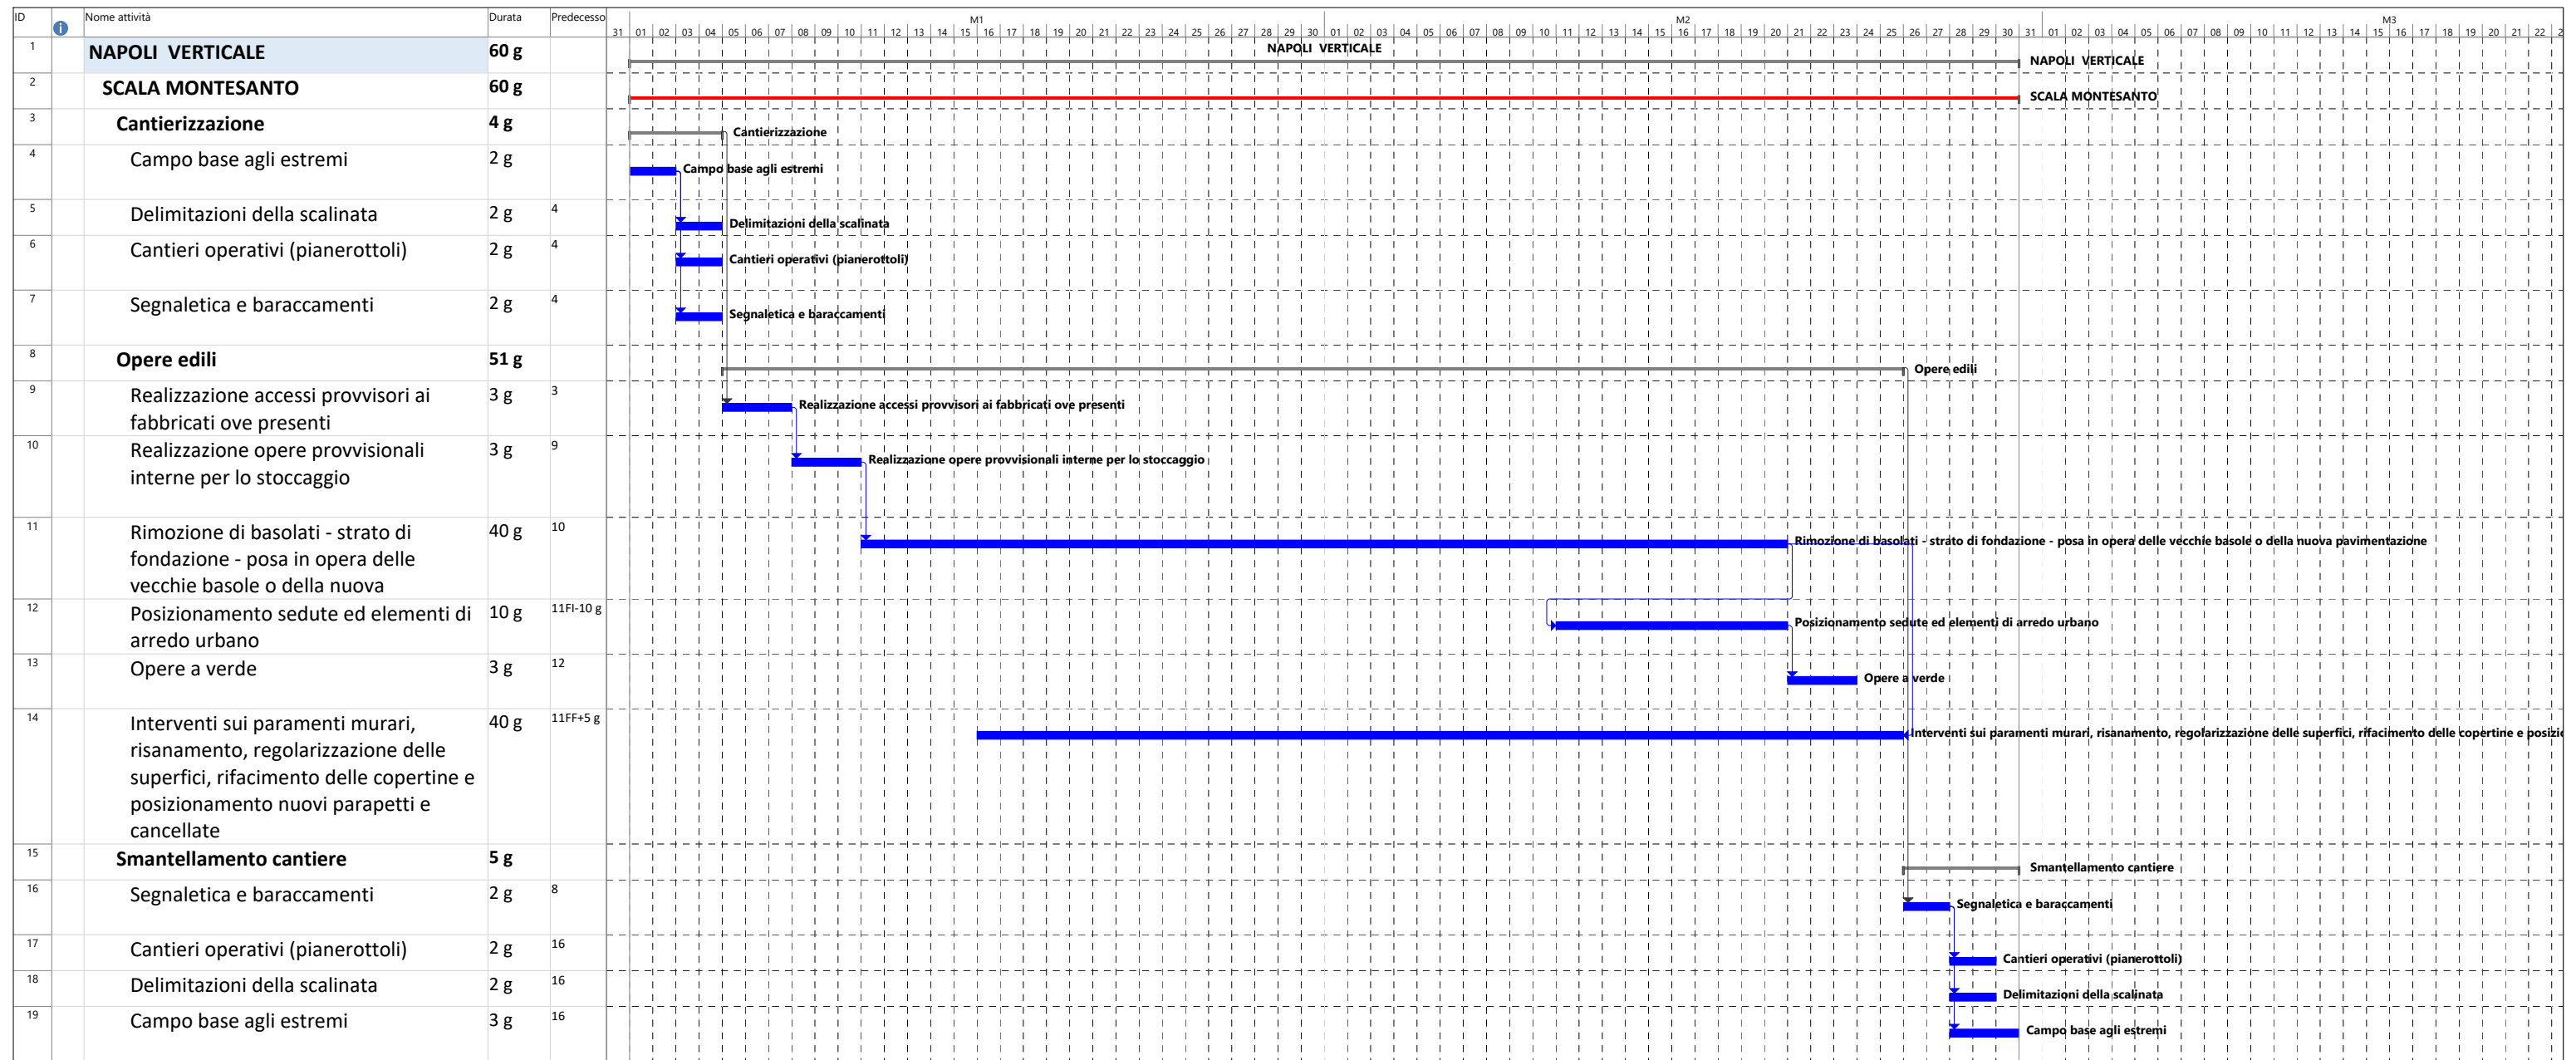 ID Nome attività Durata Predecesso
M1 M2 M3
31 01 02 03 04 05 06 07 08 09 10 11 12 13 14 15 16 17 18 19 20 21 22 23 24 25 26 27 28 29 30 01 02 03 04 05 06 07 08 09 10 11 12 13 14 15 16 17 18 19 20 21 22 23 24 25 26 27 28 29 30 31 01 02 03 04 05 06 07 08 09 10 11 12 13 14 15 16 17 18 19 20 21 22
1 NAPOLI VERTICALE 60 g NAPOLI VERTICALE NAPOLI VERTICALE
2 SCALA MONTESANTO 60 g SCALA MONTESANTO
3 Cantierizzazione 4 g Cantierizzazione
4 Campo base agli estremi 2 g Campo base agli estremi
5 Delimitazioni della scalinata 2 g 4 Delimitazioni della scalinata
6 Cantieri operativi (pianerottoli) 2 g 4 Cantieri operativi (pianerottoli)
7 Segnaletica e baraccamenti 2 g 4 Segnaletica e baraccamenti
8 Opere edili 51 g Opere edili
9 Realizzazione accessi provvisori ai 3 g 3 Realizzazione accessi provvisori ai fabbricati ove presenti
fabbricati ove presenti
10 Realizzazione opere provvisionali 3 g 9 Realizzazione opere provvisionali interne per lo stoccaggio
interne per lo stoccaggio
11 Rimozione di basolati - strato di 40 g 10 Rimozione di basolati - strato di fondazione - posa in opera delle vecchie basole o della nuova pavimentazione
fondazione - posa in opera delle
vecchie basole o della nuova
12 Posizionamento sedute ed elementi di 10 g 11FI-10 g Posizionamento sedute ed elementi di arredo urbano
arredo urbano
13 Opere a verde 3 g 12 Opere a verde
14 Interventi sui paramenti murari, 40 g 11FF+5 g Interventi sui paramenti murari, risanamento, regolarizzazione delle superfici, rifacimento delle copertine e posizi
risanamento, regolarizzazione delle
superfici, rifacimento delle copertine e
posizionamento nuovi parapetti e
cancellate
15 Smantellamento cantiere 5 g Smantellamento cantiere
16 Segnaletica e baraccamenti 2 g 8 Segnaletica e baraccamenti
17 Cantieri operativi (pianerottoli) 2 g 16 Cantieri operativi (pianerottoli)
18 Delimitazioni della scalinata 2 g 16 Delimitazioni della scalinata
19 Campo base agli estremi 3 g 16 Campo base agli estremi